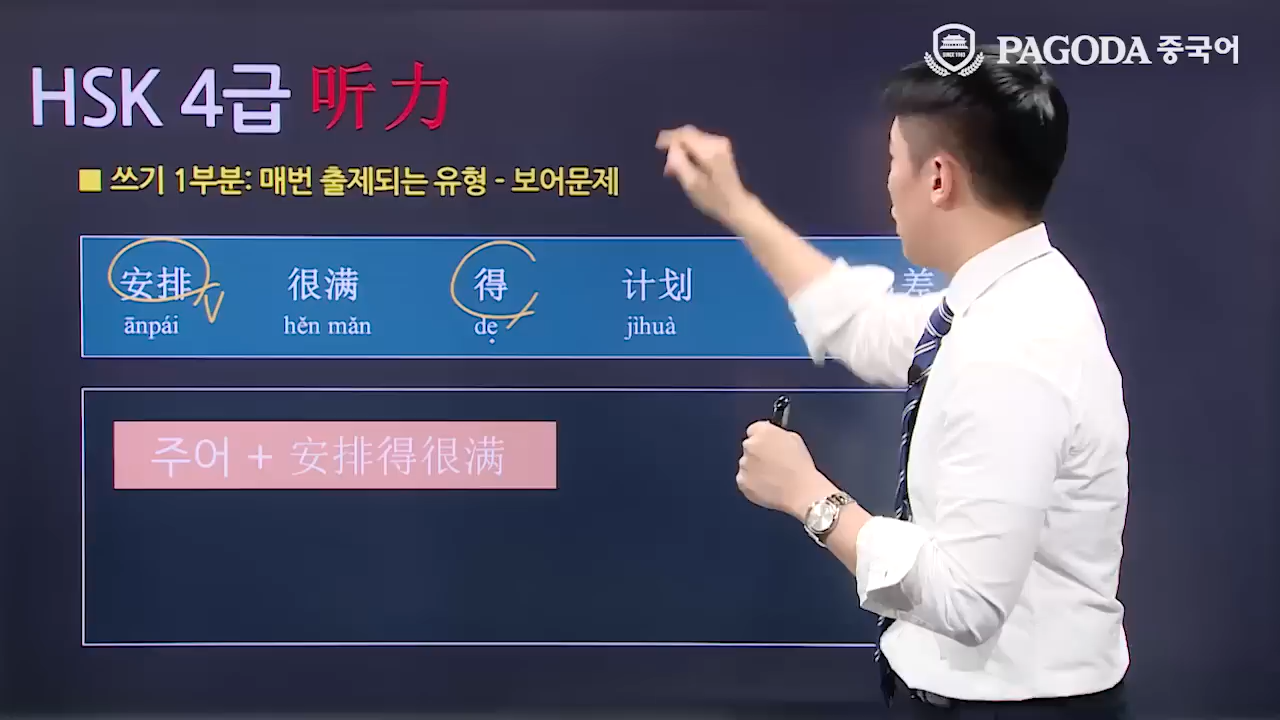 PAGODA 중국어
SINCE 1983
HSK 4급 听力
■ 쓰기 1부분: 매번 출제되는 유형 - 보어문제
安排 很满 得 计划 差
v
ānpái hěn mǎn de jìhuà
주어 + 安排得很满